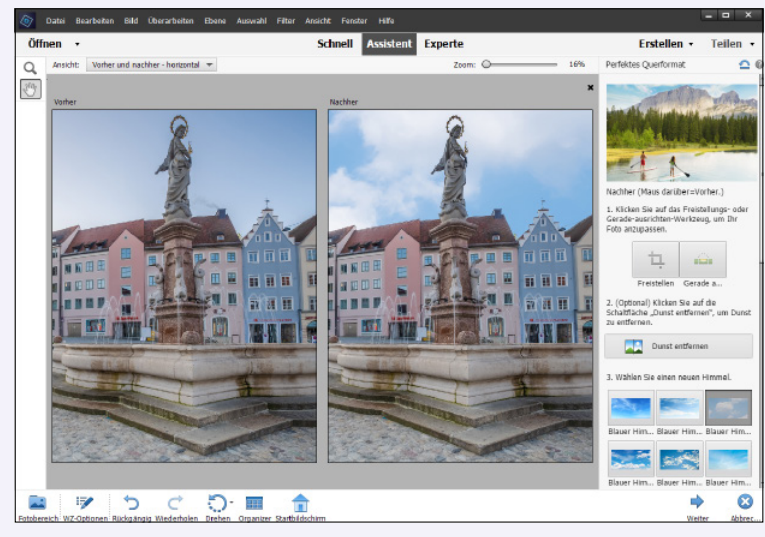 Datei Bearbeiten Bild Überarbeiten Ebene Auswahl Filter Ansicht Fenster Hilfe
Öffnen Schnell Assistent Experte Erstellen Teilen
Ansicht: Vorher und nachher - horizontal Zoom: 16% Perfektes Querformat
Vorher Nachher
Nachher (Maus darüber=Vorher.)
1. Klicken Sie auf das Freistellungs- oder
Gerade-ausrichten-Werkzeug, um Ihr
Foto anzupassen.
Freistellen Gerade a...
2. (Optional) Klicken Sie auf die
Schaltfläche „Dunst entfernen", um Dunst
zu entfernen.
Dunst entfernen
3. Wählen Sie einen neuen Himmel.
Blauer Him... Blauer Him... Blauer Him...
Blauer Him... Blauer Him... Blauer Him...
Fotobereich WZ-Optionen Rückgängig Wiederholen Drehen Organizer Startbildschirm Weiter Abbrec...